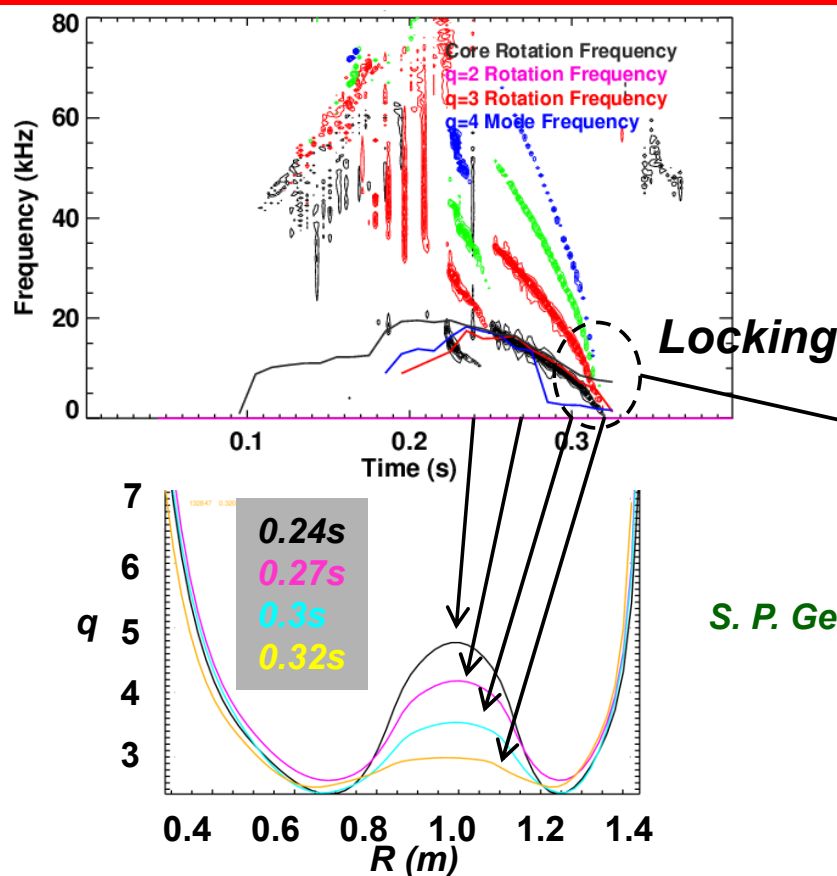 80
60
40
20
0
Frequency (kHz)
Core Rotation Frequency
q=2 Rotation Frequency
q=3 Rotation Frequency
q=4 Mode Frequency
Locking
0.1 0.2 0.3
Time (s)
7
6
5
4
3
q
0.24s
0.27s
0.3s
0.32s
S. P. Ge
0.4 0.6 0.8 1.0 1.2 1.4
R (m)